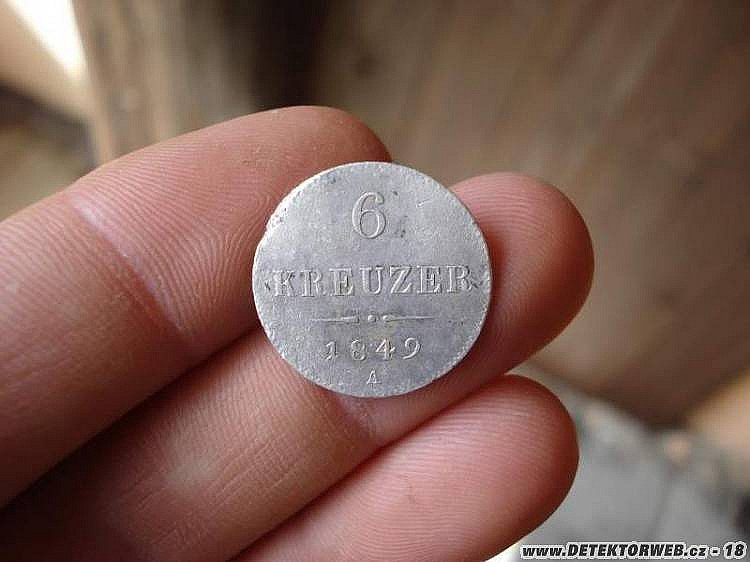 6
KREUZER
1849
A
www.DETEKTORWEB.cz - 18